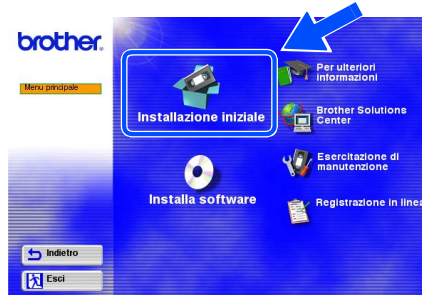 brother.
Menu principale
Installazione iniziale
Installa software
Per ulteriori
informazioni
Brother Solutions
Center
Esercitazione di
manutenzione
Registrazione in linea
Indietro
Esci